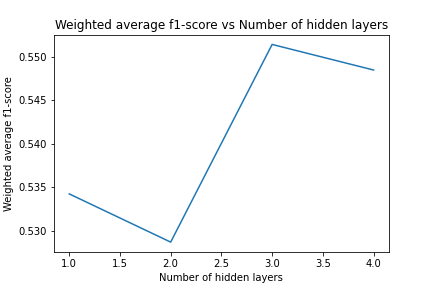 Weighted average f1-score vs Number of hidden layers
0.550
0.545
0.540
0.535
0.530
Weighted average f1-score
1.0 1.5 2.0 2.5 3.0 3.5 4.0
Number of hidden layers